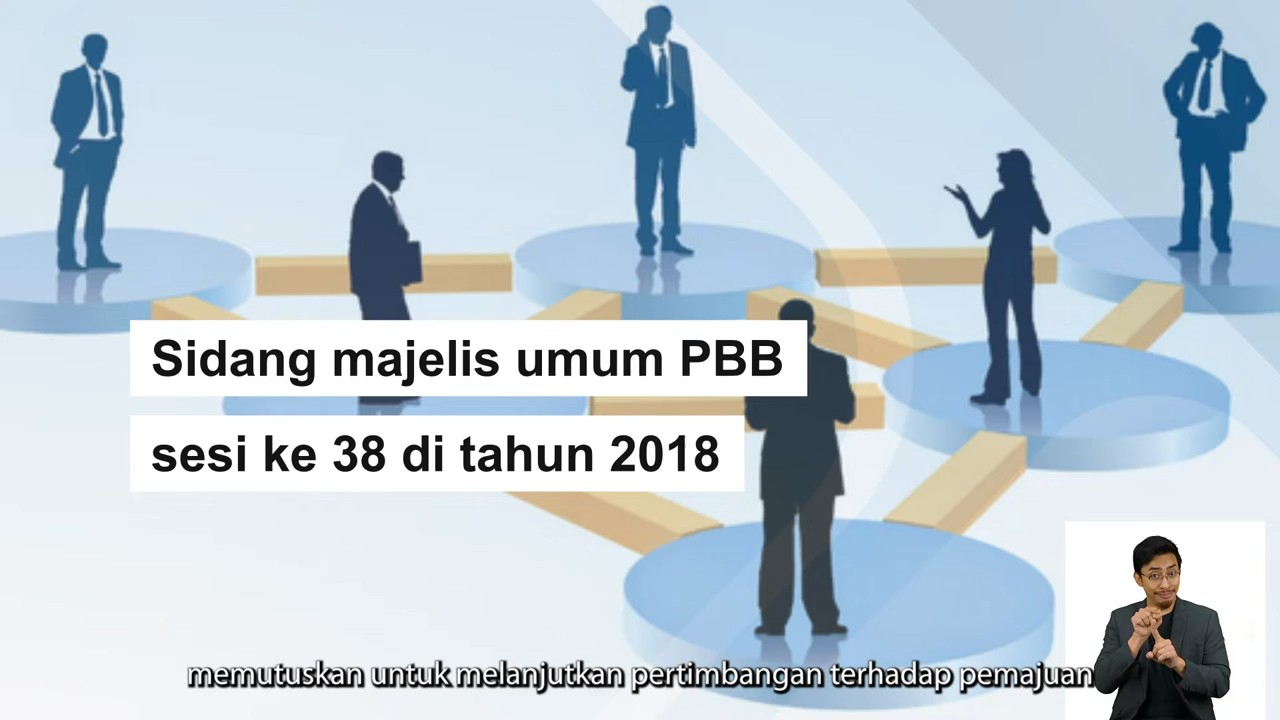 Sidang majelis umum PBB
sesi ke 38 di tahun 2018
memutuskan untuk melanjutkan pertimbangan terhadap pemajuan